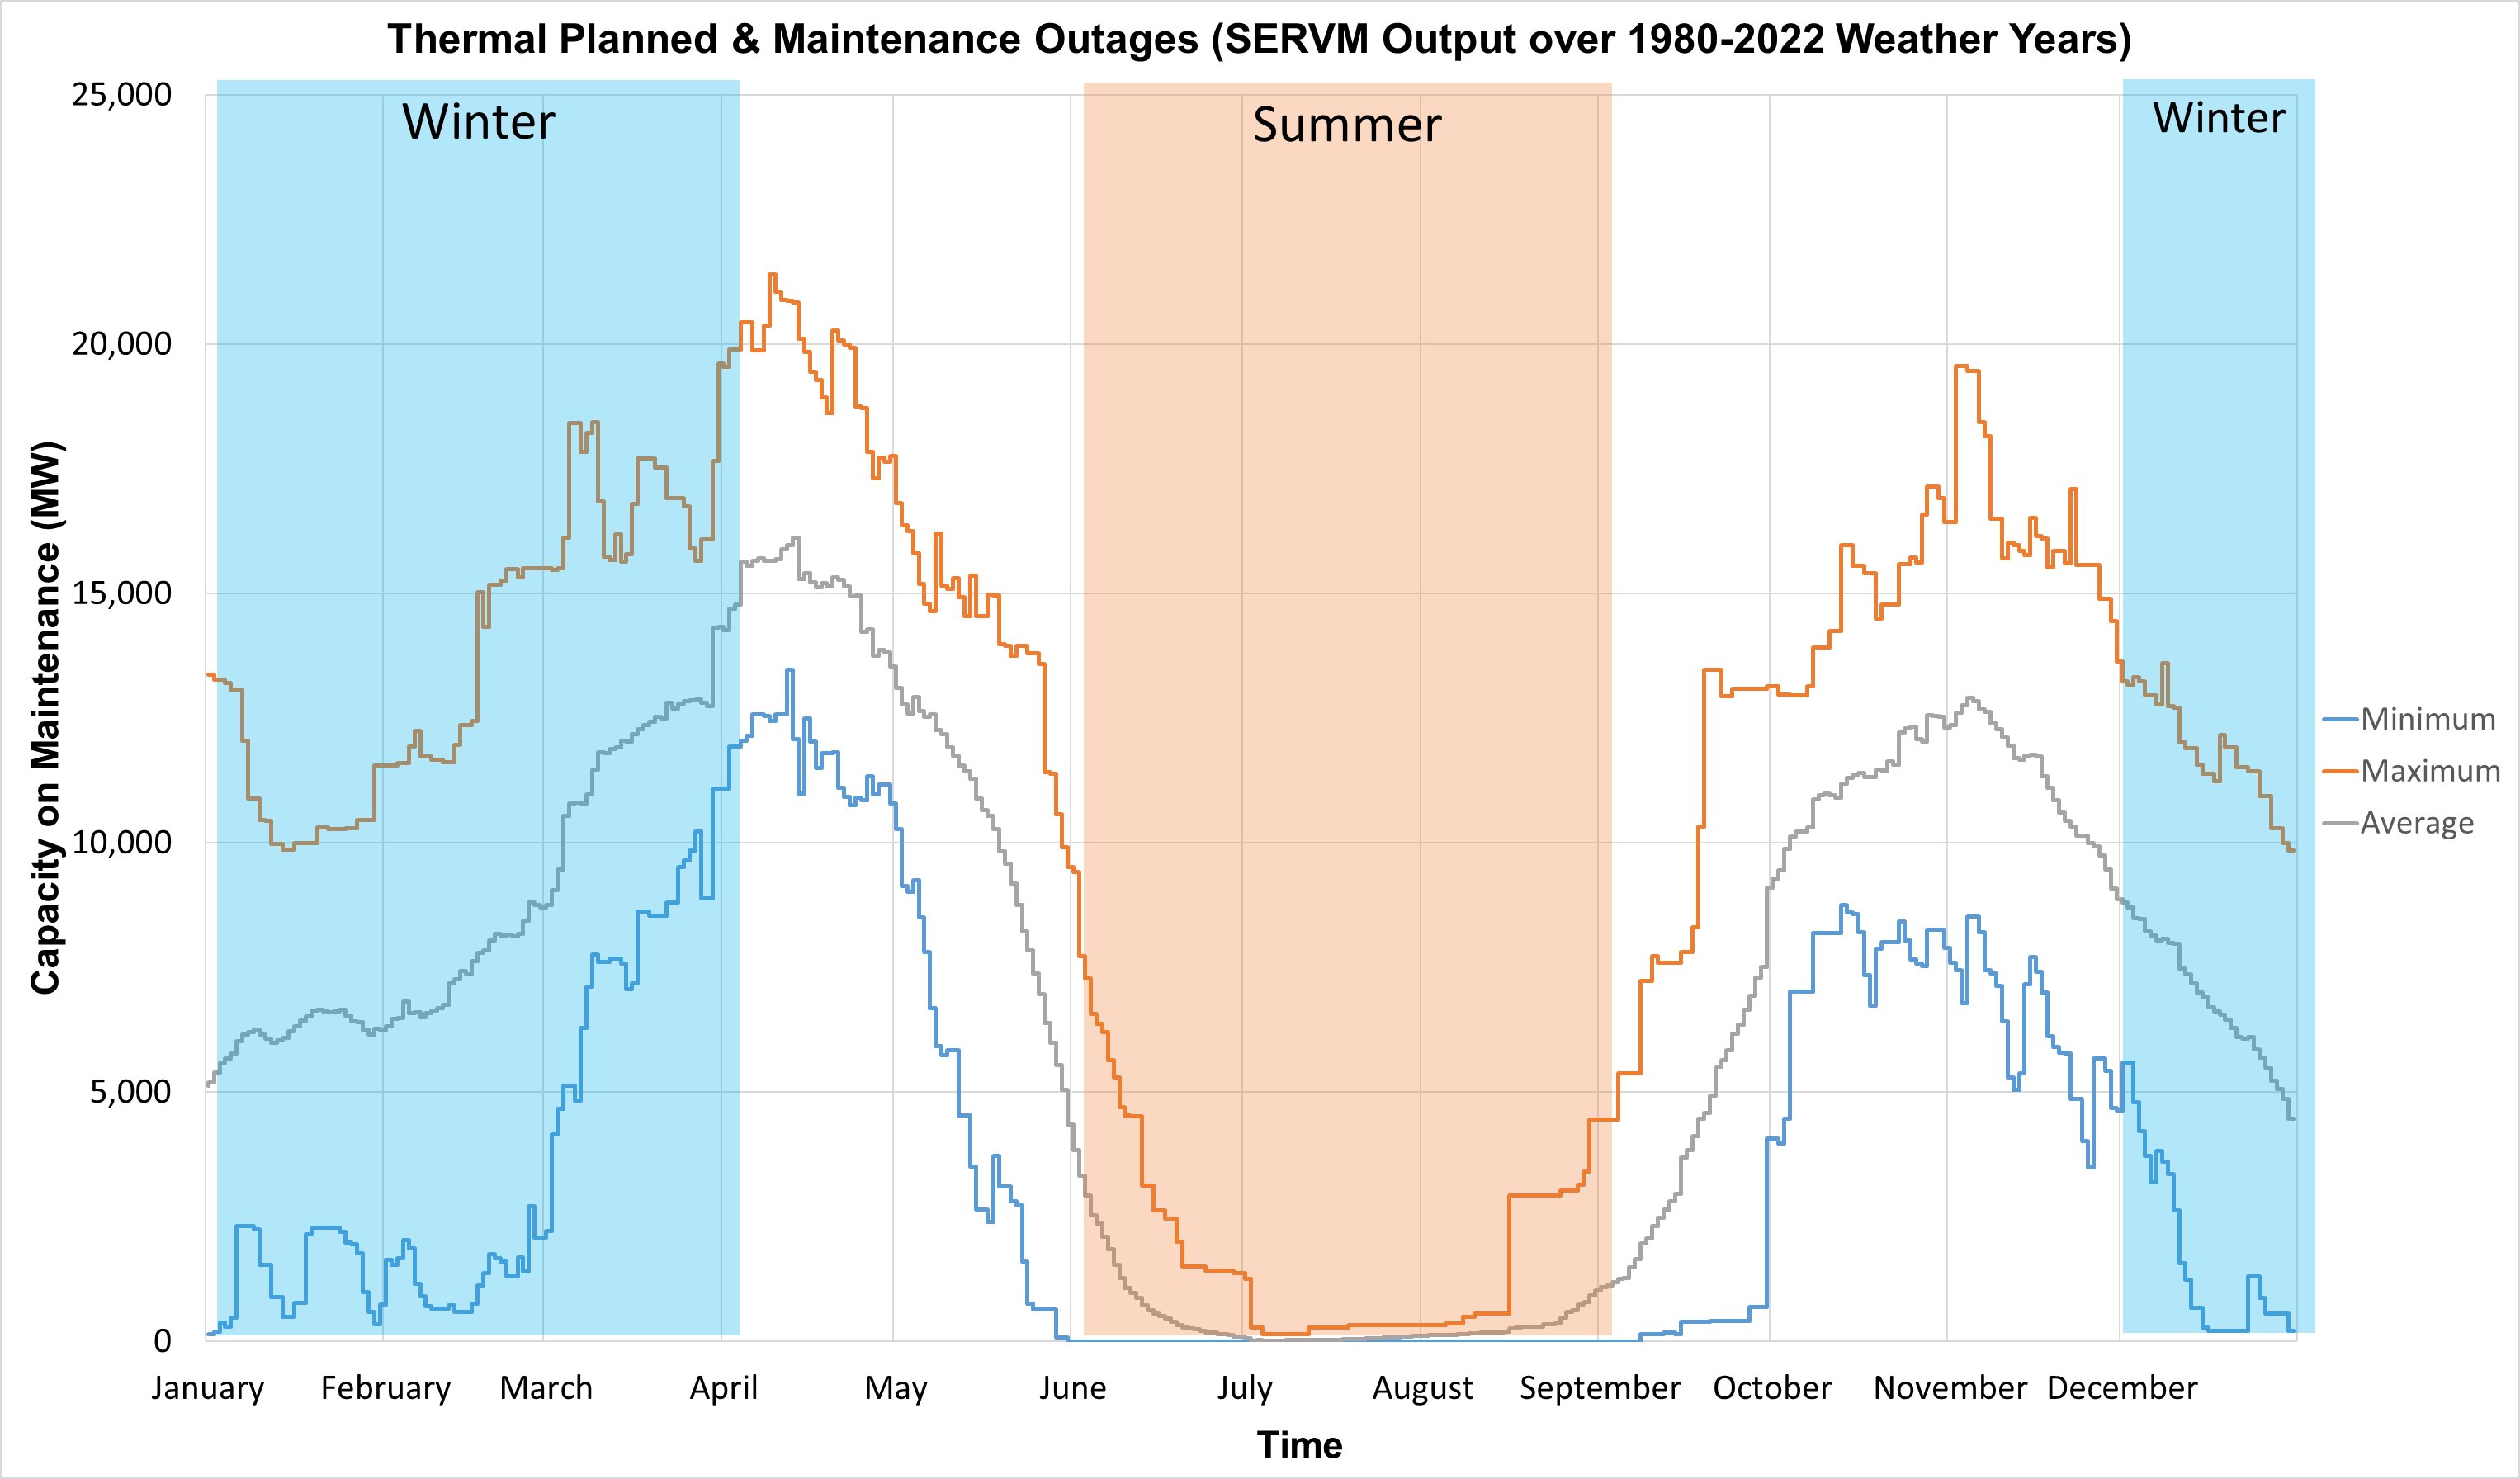 Thermal Planned & Maintenance Outages (SERVM Output over 1980-2022 Weather Years)
Winter
Summer
Winter
25,000
20,000
15,000
10,000
5,000
0
Capacity on Maintenance (MW)
January
February
March
April
May
June
July
August
September
October
November
December
Time
Minimum
Maximum
Average